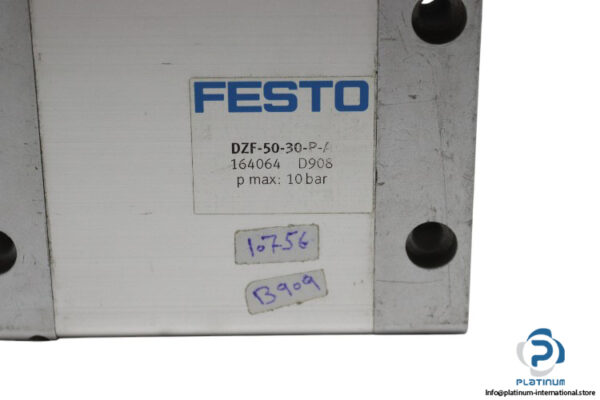 FESTO
DZF-50-30-P-A
164064 D908
p max: 10 bar
10756
B909
PLATINUM
Info@platinum-international.store